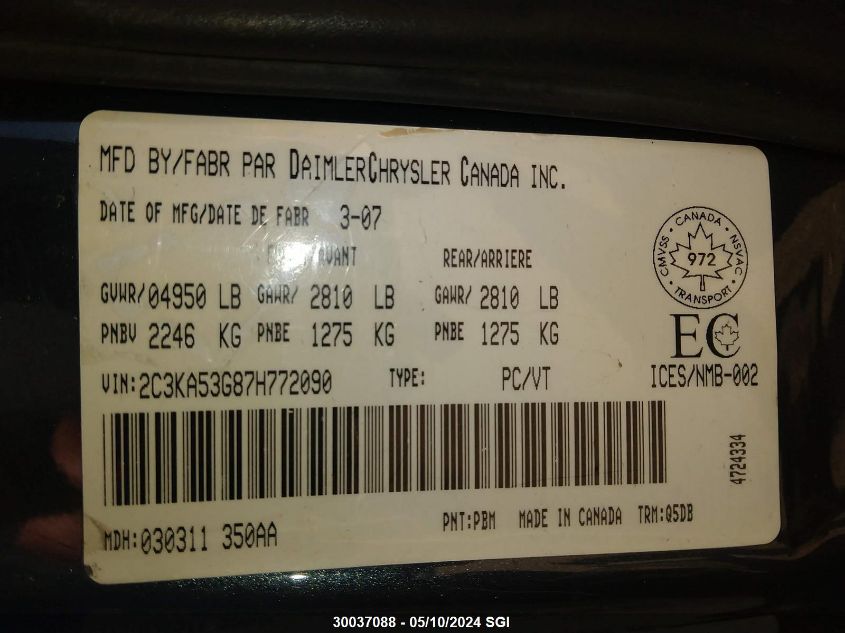 MFD BY/FABR PAR DAIMLERCHRYSLER CANADA INC.
DATE OF MFG/DATE DE FABR 3-07
AVANT REAR/ARRIERE
GVWR/04950 LB GAWR/ 2810 LB GAWR/ 2810 LB
PNBV 2246 KG PNBE 1275 KG PNBE 1275 KG
VIN:2C3KA53G87H772090 TYPE: PC/VT
CANADA
CMVSS 972 NSVAC
TRANSPORT
EC
ICES/NMB-002
4724334
MDH:030311 350AA PNT:PBM MADE IN CANADA TRM:Q5DB
30037088 - 05/10/2024 SGI